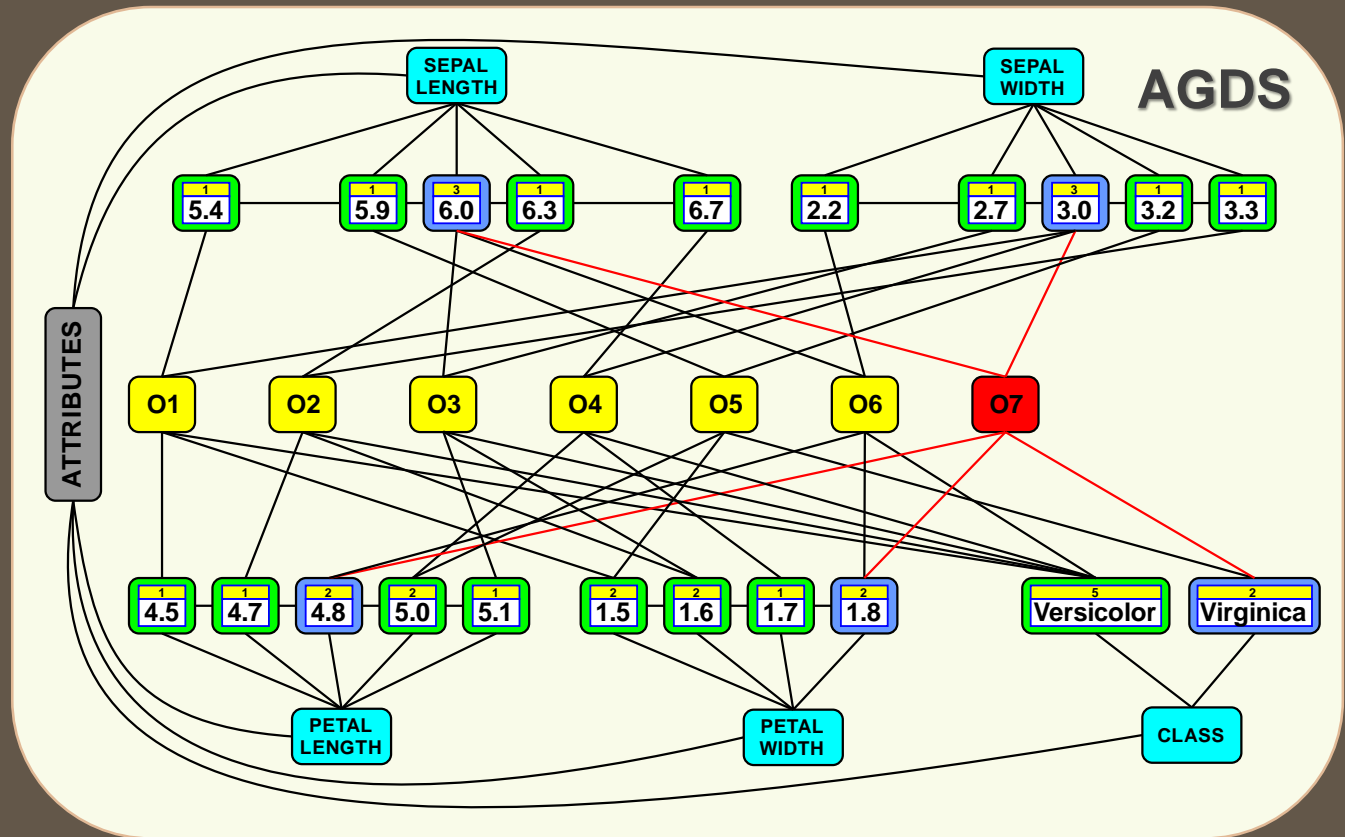 SEPAL
LENGTH
SEPAL
WIDTH
AGDS
1
5.4
1
5.9
3
6.0
1
6.3
1
6.7
1
2.2
1
2.7
3
3.0
1
3.2
1
3.3
ATTRIBUTES
O1
O2
O3
O4
O5
O6
O7
1
4.5
1
4.7
2
4.8
2
5.0
1
5.1
2
1.5
2
1.6
1
1.7
2
1.8
5
Versicolor
2
Virginica
PETAL
LENGTH
PETAL
WIDTH
CLASS